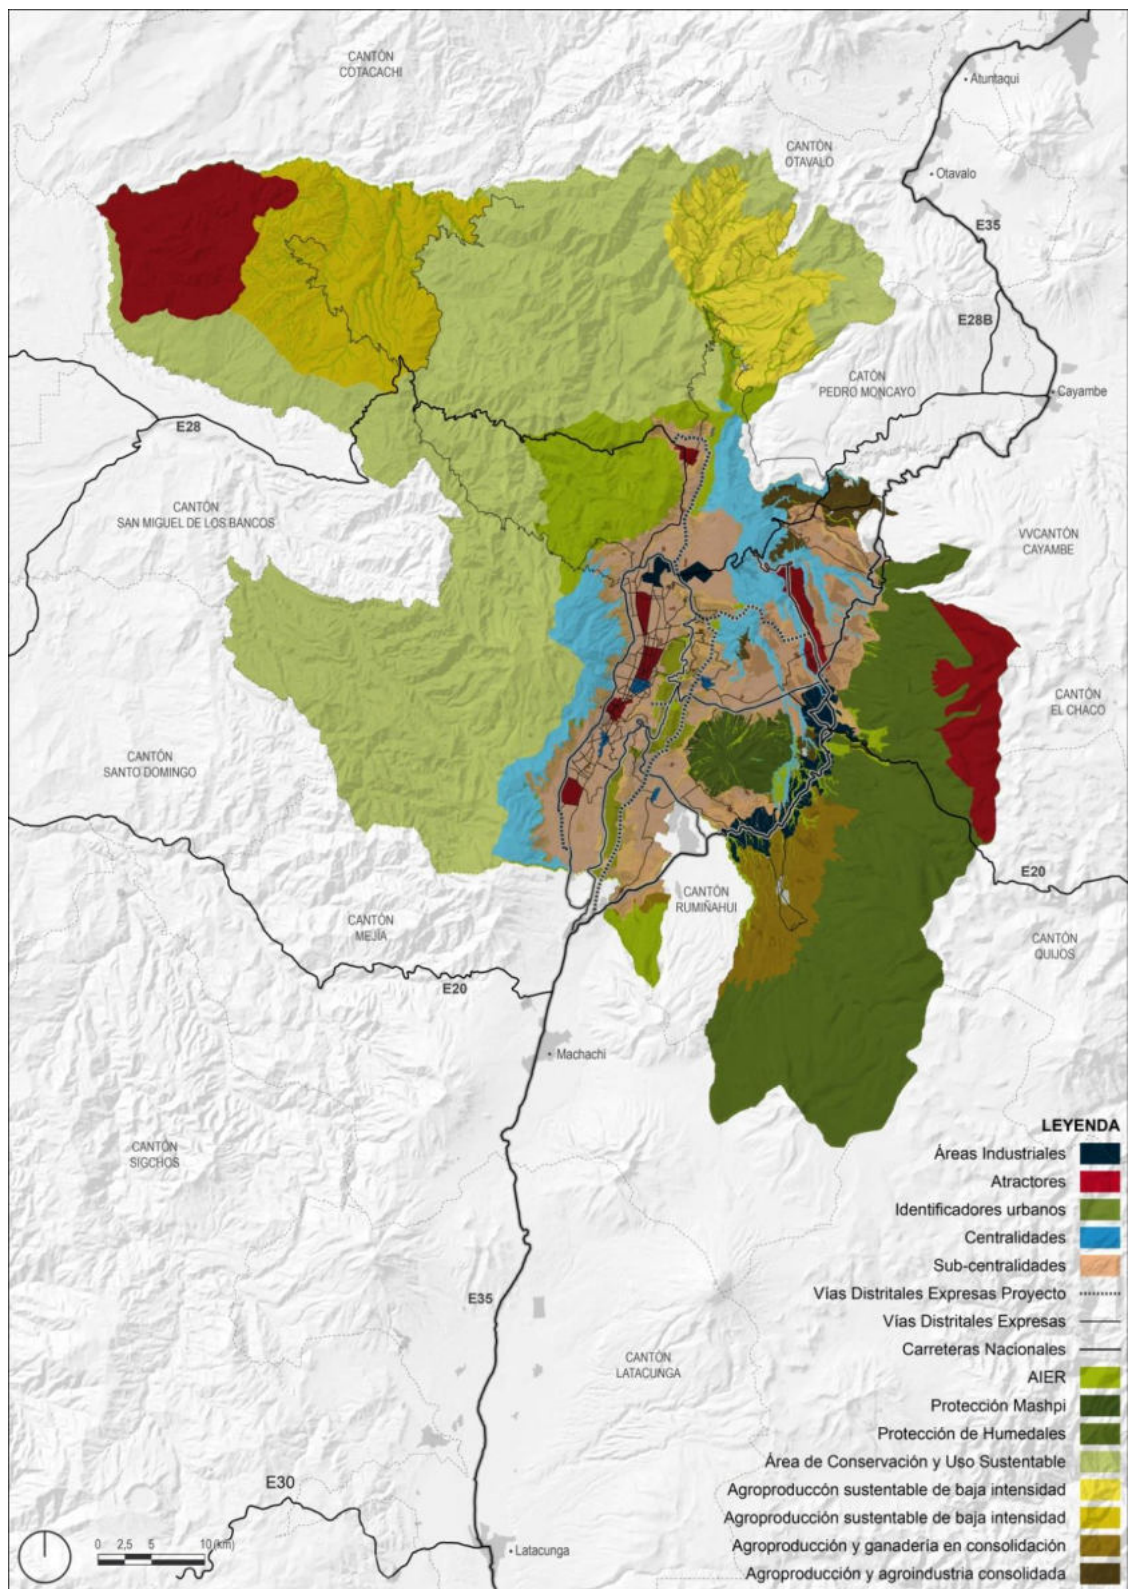 CANTÓN
COTACACHI
Atuntaqui
CANTÓN
OTAVALO
Otavalo
E35
E28B
CATÓN
PEDRO MONCAYO
Cayambe
E28
CANTÓN
SAN MIGUEL DE LOS BANCOS
VVCANTÓN
CAYAMBE
CANTÓN
EL CHACO
CANTÓN
SANTO DOMINGO
E20
CANTÓN
RUMIÑAHUI
CANTÓN
MEJÍA
CANTÓN
QUIJOS
E20
Machachi
LEYENDA
CANTÓN
SIGCHOS
Áreas Industriales
Atractores
Identificadores urbanos
Centralidades
Sub-centralidades
Vías Distritales Expresas Proyecto
E35
Vías Distritales Expresas
Carreteras Nacionales
CANTÓN
LATACUNGA
AIER
Protección Mashpi
Protección de Humedales
Área de Conservación y Uso Sustentable
E30
Agroproduccón sustentable de baja intensidad
Agroproducción sustentable de baja intensidad
Agroproducción y ganadería en consolidación
Agroproducción y agroindustria consolidada
0 2,5 5 10 (km)
Latacunga